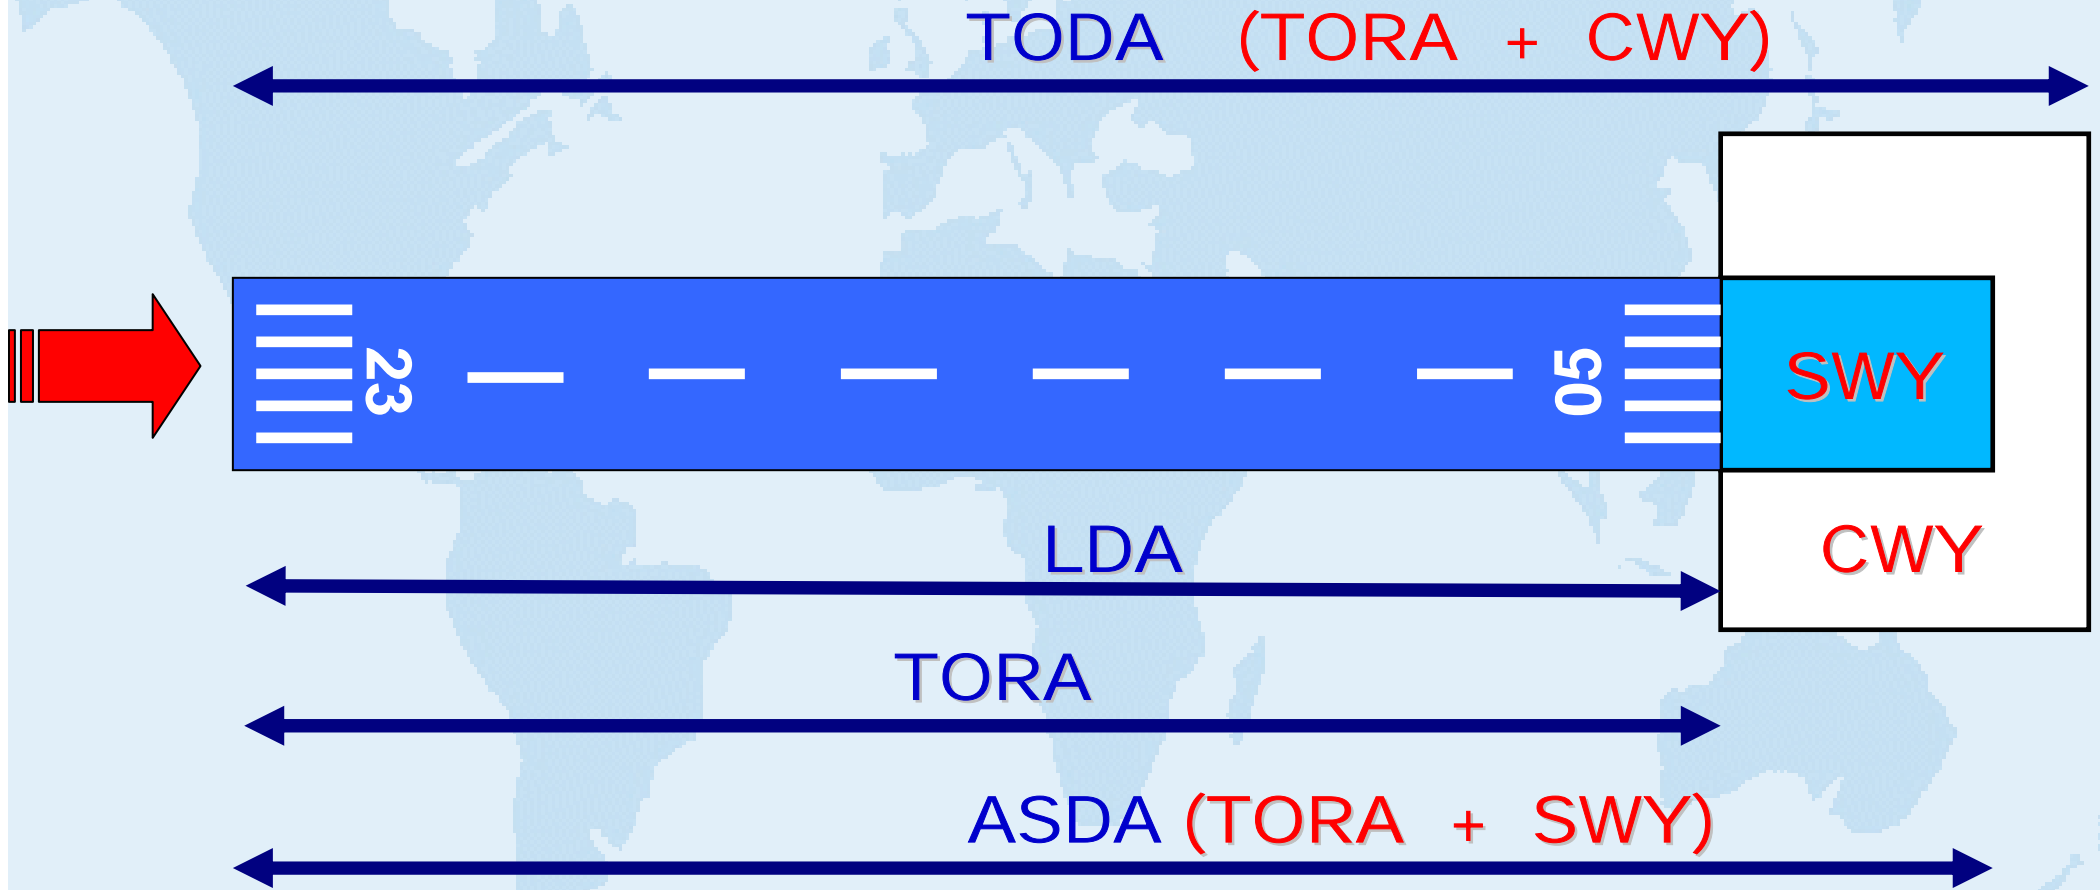 TODA (TORA + CWY)
23
05
SWY
CWY
LDA
TORA
ASDA (TORA + SWY)